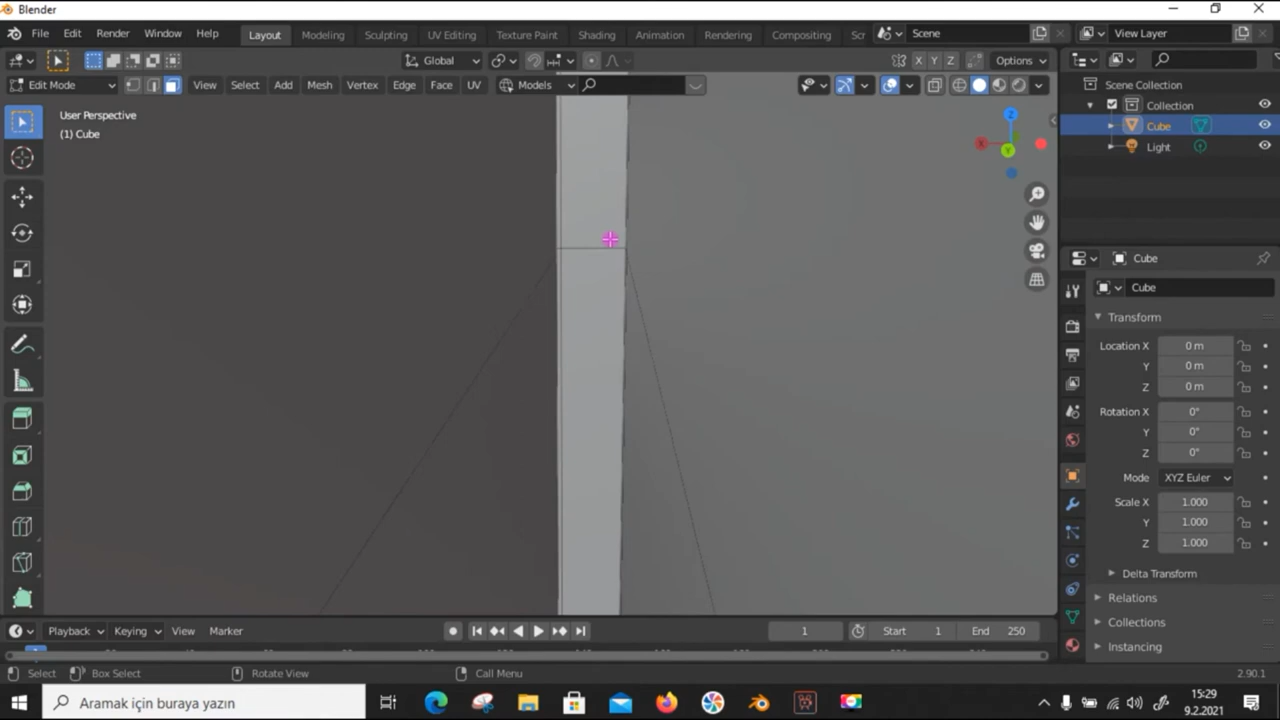 Blender
File Edit Render Window Help Layout Modeling Sculpting UV Editing Texture Paint Shading Animation Rendering Compositing Scr Scene View Layer
Global X Y Z Options
Edit Mode View Select Add Mesh Vertex Edge Face UV Models
User Perspective
(1) Cube
Z
X
Y
Scene Collection
Collection
Cube
Light
Cube
Cube
Transform
Location X 0 m
Y 0 m
Z 0 m
Rotation X 0°
Y 0°
Z 0°
Mode XYZ Euler
Scale X 1.000
Y 1.000
Z 1.000
Delta Transform
Relations
Collections
Instancing
Playback Keying View Marker 1 Start 1 End 250
Select Box Select Rotate View Call Menu 2.90.1
Aramak için buraya yazın
15:29
9.2.2021